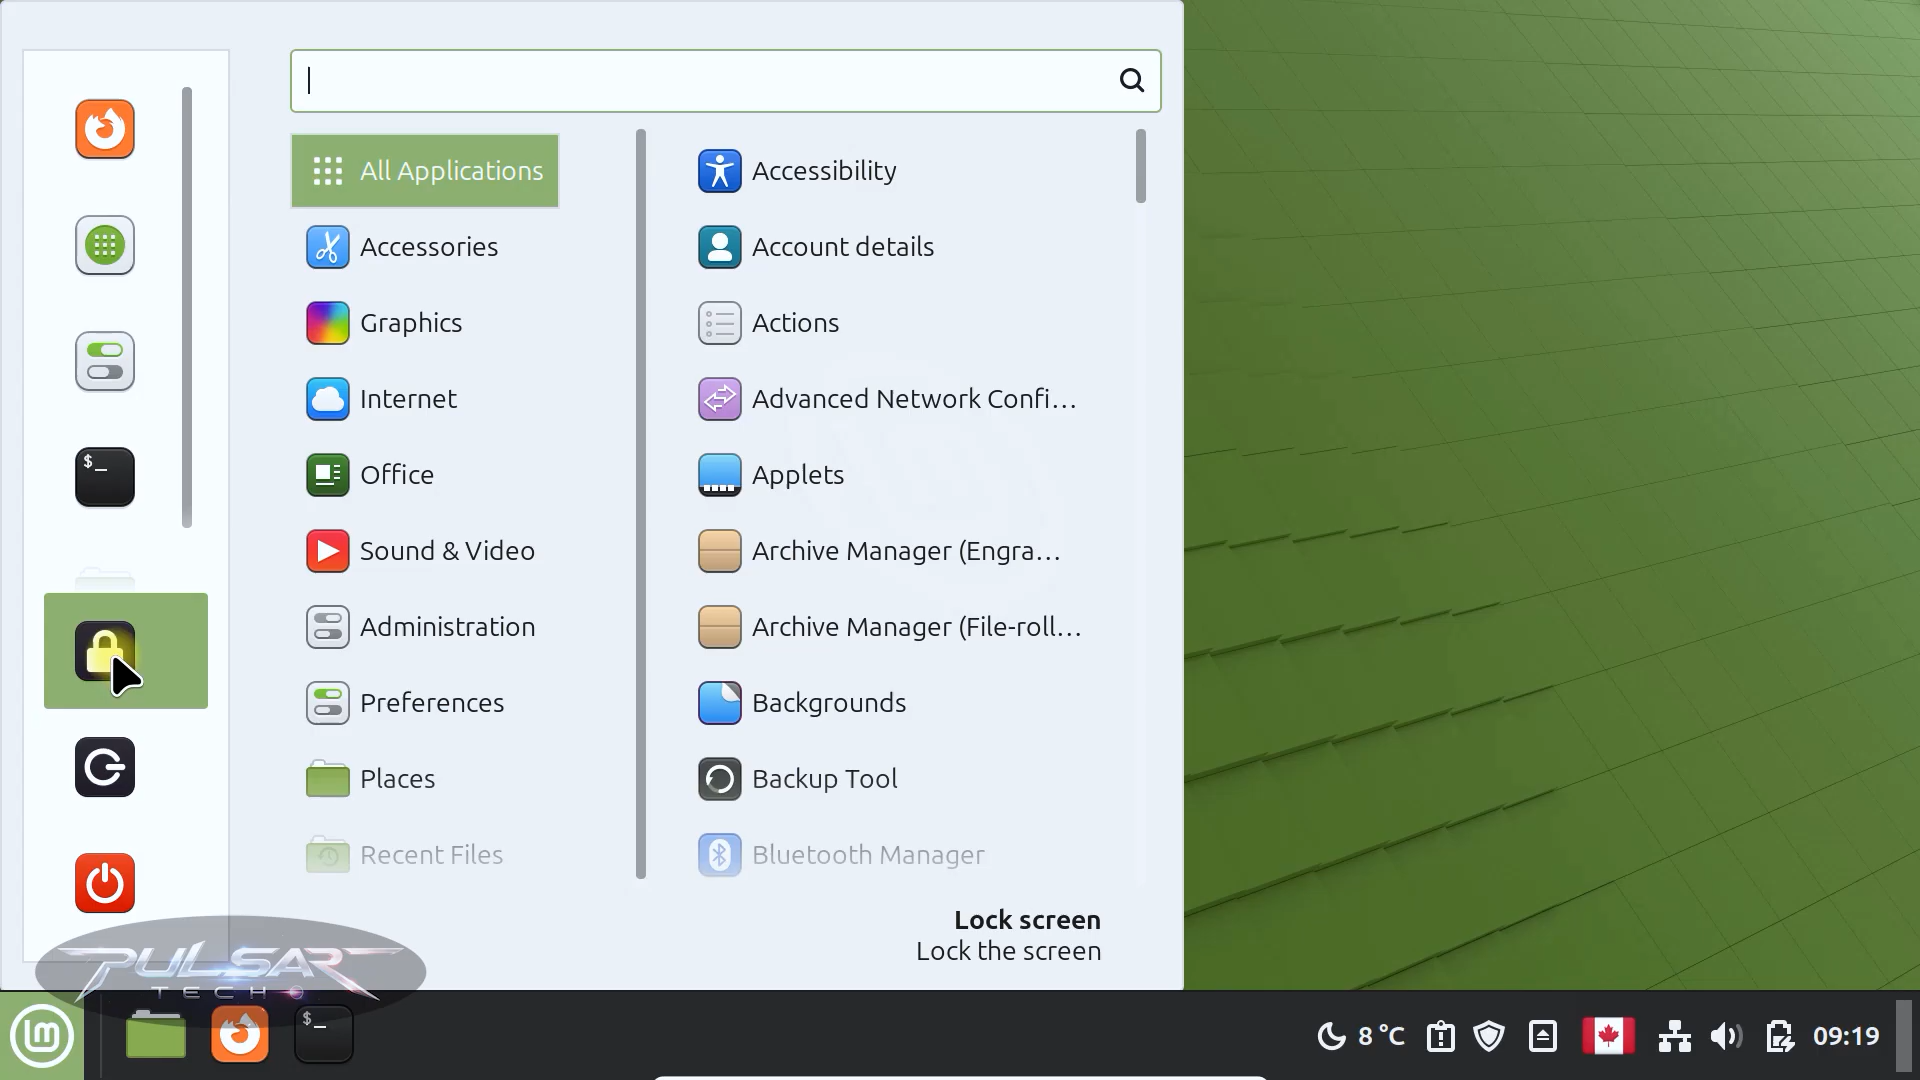 All Applications
Accessories
Graphics
Internet
Office
Sound & Video
Administration
Preferences
Places
Recent Files
Accessibility
Account details
Actions
Advanced Network Confi...
Applets
Archive Manager (Engra...
Archive Manager (File-roll...
Backgrounds
Backup Tool
Bluetooth Manager
Lock screen
Lock the screen
$_
PULSAR
TECH
$_
8 °C
09:19